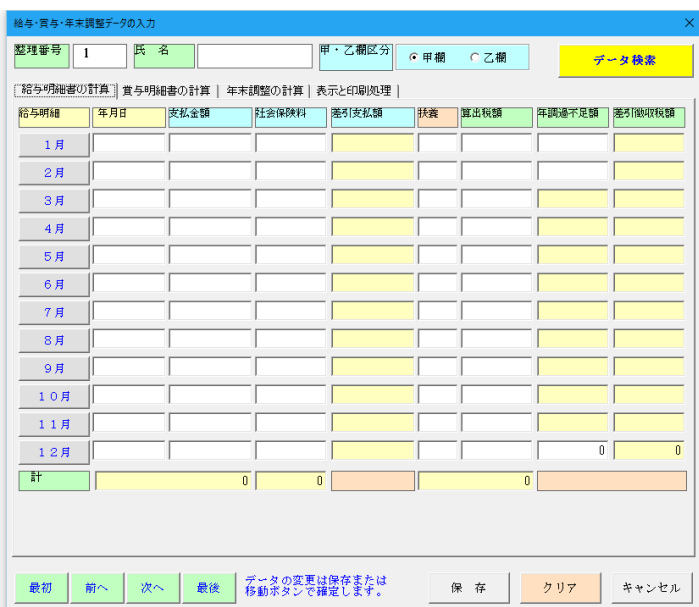 給与・賞与・年末調整データの入力
整理番号 1 氏 名 甲・乙欄区分 甲欄 乙欄 データ検索
給与明細書の計算 賞与明細書の計算 年末調整の計算 表示と印刷処理
給与明細 年月日 支払金額 社会保険料 差引支払額 扶養 算出税額 年調過不足額 差引徴収税額
1月
2月
3月
4月
5月
6月
7月
8月
9月
10月
11月
12月 0 0
計 0 0 0
最初 前へ 次へ 最後 データの変更は保存または
移動ボタンで確定します。
保 存 クリア キャンセル